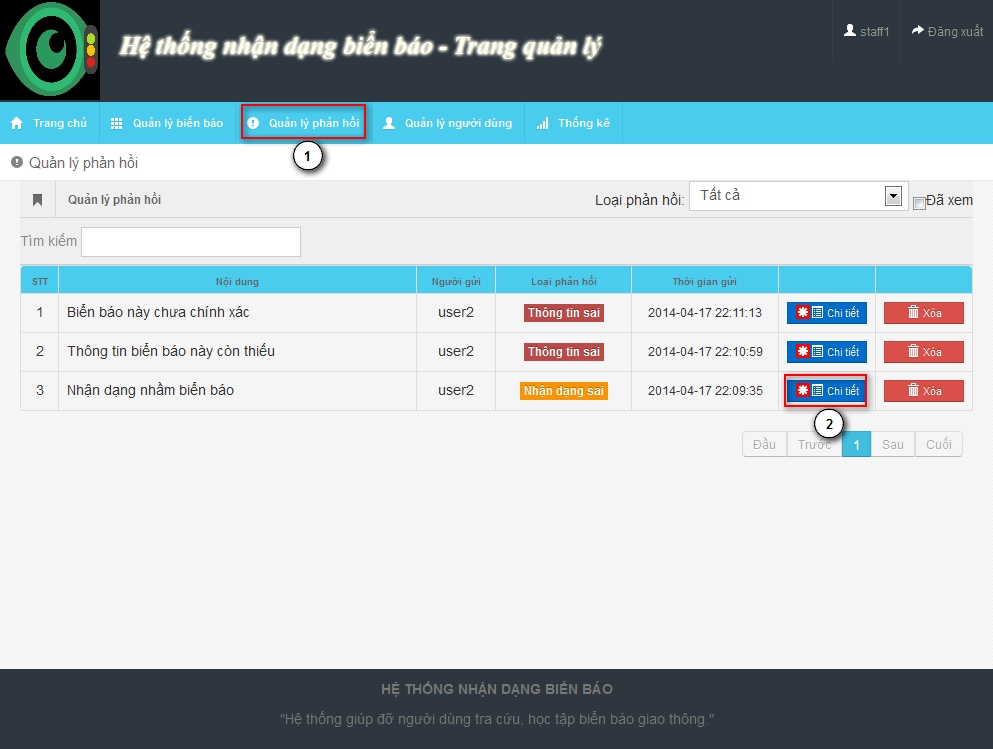 Hệ thống nhận dạng biển báo - Trang quản lý
staff1 Đăng xuất
Trang chủ Quản lý biển báo Quản lý phản hồi Quản lý người dùng Thống kê
1
Quản lý phản hồi
Quản lý phản hồi Loại phản hồi: Tất cả Đã xem
Tìm kiếm
STT Nội dung Người gửi Loại phản hồi Thời gian gửi
1 Biển báo này chưa chính xác user2 Thông tin sai 2014-04-17 22:11:13 Chi tiết Xóa
2 Thông tin biển báo này còn thiếu user2 Thông tin sai 2014-04-17 22:10:59 Chi tiết Xóa
3 Nhận dạng nhầm biển báo user2 Nhận dạng sai 2014-04-17 22:09:35 Chi tiết Xóa
2
Đầu Trước 1 Sau Cuối
HỆ THỐNG NHẬN DẠNG BIỂN BÁO
"Hệ thống giúp đỡ người dùng tra cứu, học tập biển báo giao thông."